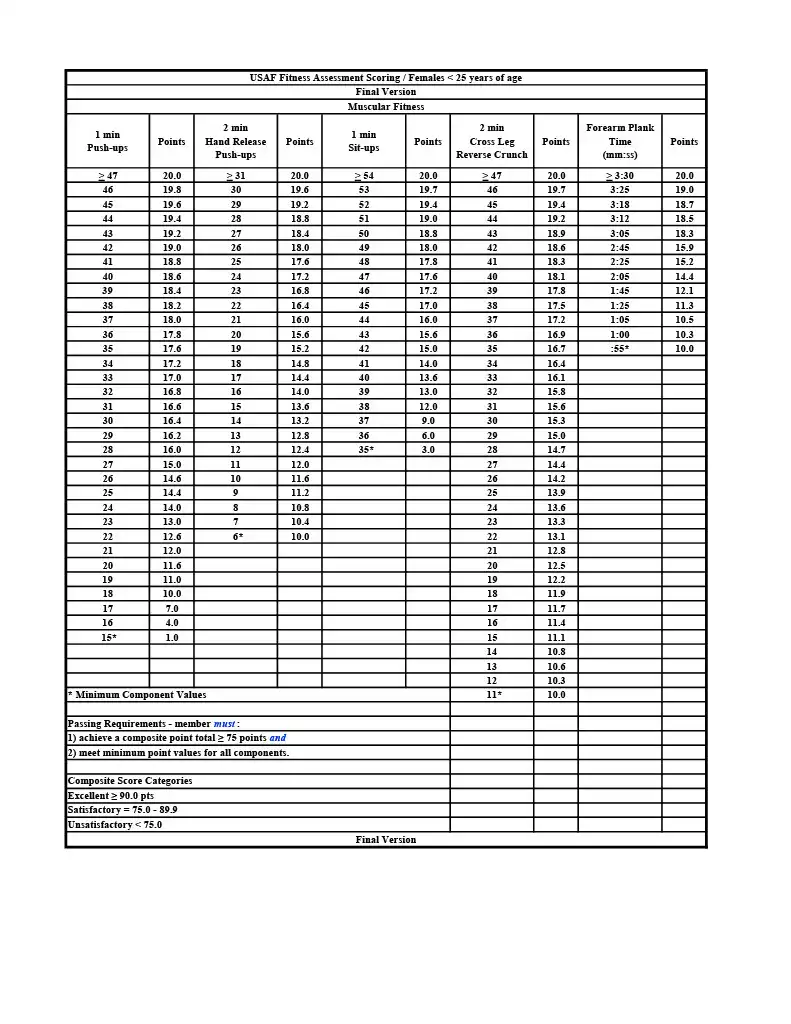 USAF Fitness Assessment Scoring / Females < 25 years of age
Final Version
Muscular Fitness
1 min Push-ups Points 2 min Hand Release Push-ups Points 1 min Sit-ups Points 2 min Cross Leg Reverse Crunch Points Forearm Plank Time (mm:ss) Points
≥ 47 20.0 ≥ 31 20.0 ≥ 54 20.0 ≥ 47 20.0 ≥ 3:30 20.0
46 19.8 30 19.6 53 19.7 46 19.7 3:25 19.0
45 19.6 29 19.2 52 19.4 45 19.4 3:18 18.7
44 19.4 28 18.8 51 19.0 44 19.2 3:12 18.5
43 19.2 27 18.4 50 18.8 43 18.9 3:05 18.3
42 19.0 26 18.0 49 18.0 42 18.6 2:45 15.9
41 18.8 25 17.6 48 17.8 41 18.3 2:25 15.2
40 18.6 24 17.2 47 17.6 40 18.1 2:05 14.4
39 18.4 23 16.8 46 17.2 39 17.8 1:45 12.1
38 18.2 22 16.4 45 17.0 38 17.5 1:25 11.3
37 18.0 21 16.0 44 16.0 37 17.2 1:05 10.5
36 17.8 20 15.6 43 15.6 36 16.9 1:00 10.3
35 17.6 19 15.2 42 15.0 35 16.7 :55* 10.0
34 17.2 18 14.8 41 14.0 34 16.4
33 17.0 17 14.4 40 13.6 33 16.1
32 16.8 16 14.0 39 13.0 32 15.8
31 16.6 15 13.6 38 12.0 31 15.6
30 16.4 14 13.2 37 9.0 30 15.3
29 16.2 13 12.8 36 6.0 29 15.0
28 16.0 12 12.4 35* 3.0 28 14.7
27 15.0 11 12.0 27 14.4
26 14.6 10 11.6 26 14.2
25 14.4 9 11.2 25 13.9
24 14.0 8 10.8 24 13.6
23 13.0 7 10.4 23 13.3
22 12.6 6* 10.0 22 13.1
21 12.0 21 12.8
20 11.6 20 12.5
19 11.0 19 12.2
18 10.0 18 11.9
17 7.0 17 11.7
16 4.0 16 11.4
15* 1.0 15 11.1
14 10.8
13 10.6
12 10.3
* Minimum Component Values 11* 10.0
Passing Requirements - member must :
1) achieve a composite point total ≥ 75 points and
2) meet minimum point values for all components.
Composite Score Categories
Excellent ≥ 90.0 pts
Satisfactory = 75.0 - 89.9
Unsatisfactory < 75.0
Final Version